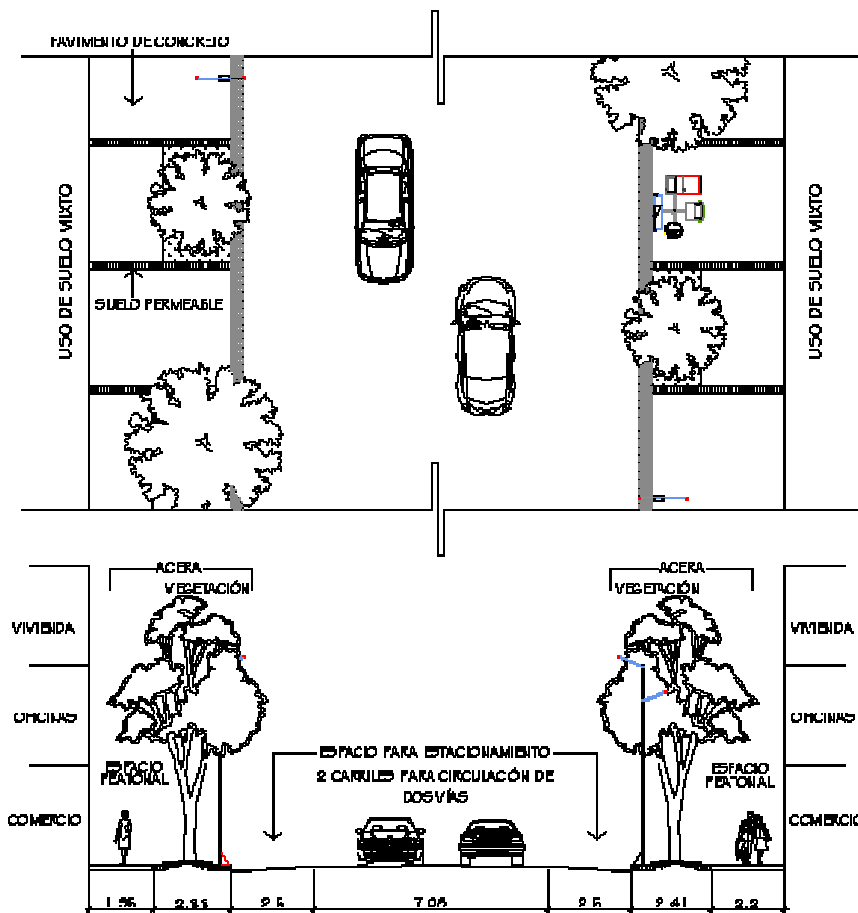 PAVIMENTO DE CONCRETO
USO DE SUELO MIXTO
SUELO PERMEABLE
USO DE SUELO MIXTO
ACERA
VEGETACIÓN
ACERA
VEGETACIÓN
VIVIENDA
VIVIENDA
OFICINAS
OFICINAS
ESPACIO
PEATONAL
ESPACIO PARA ESTACIONAMIENTO
2 CARRILES PARA CIRCULACIÓN DE
DOS VÍAS
ESPACIO
PEATONAL
COMERCIO
COMERCIO
2.5 7.05 2.5 2.41 2.2